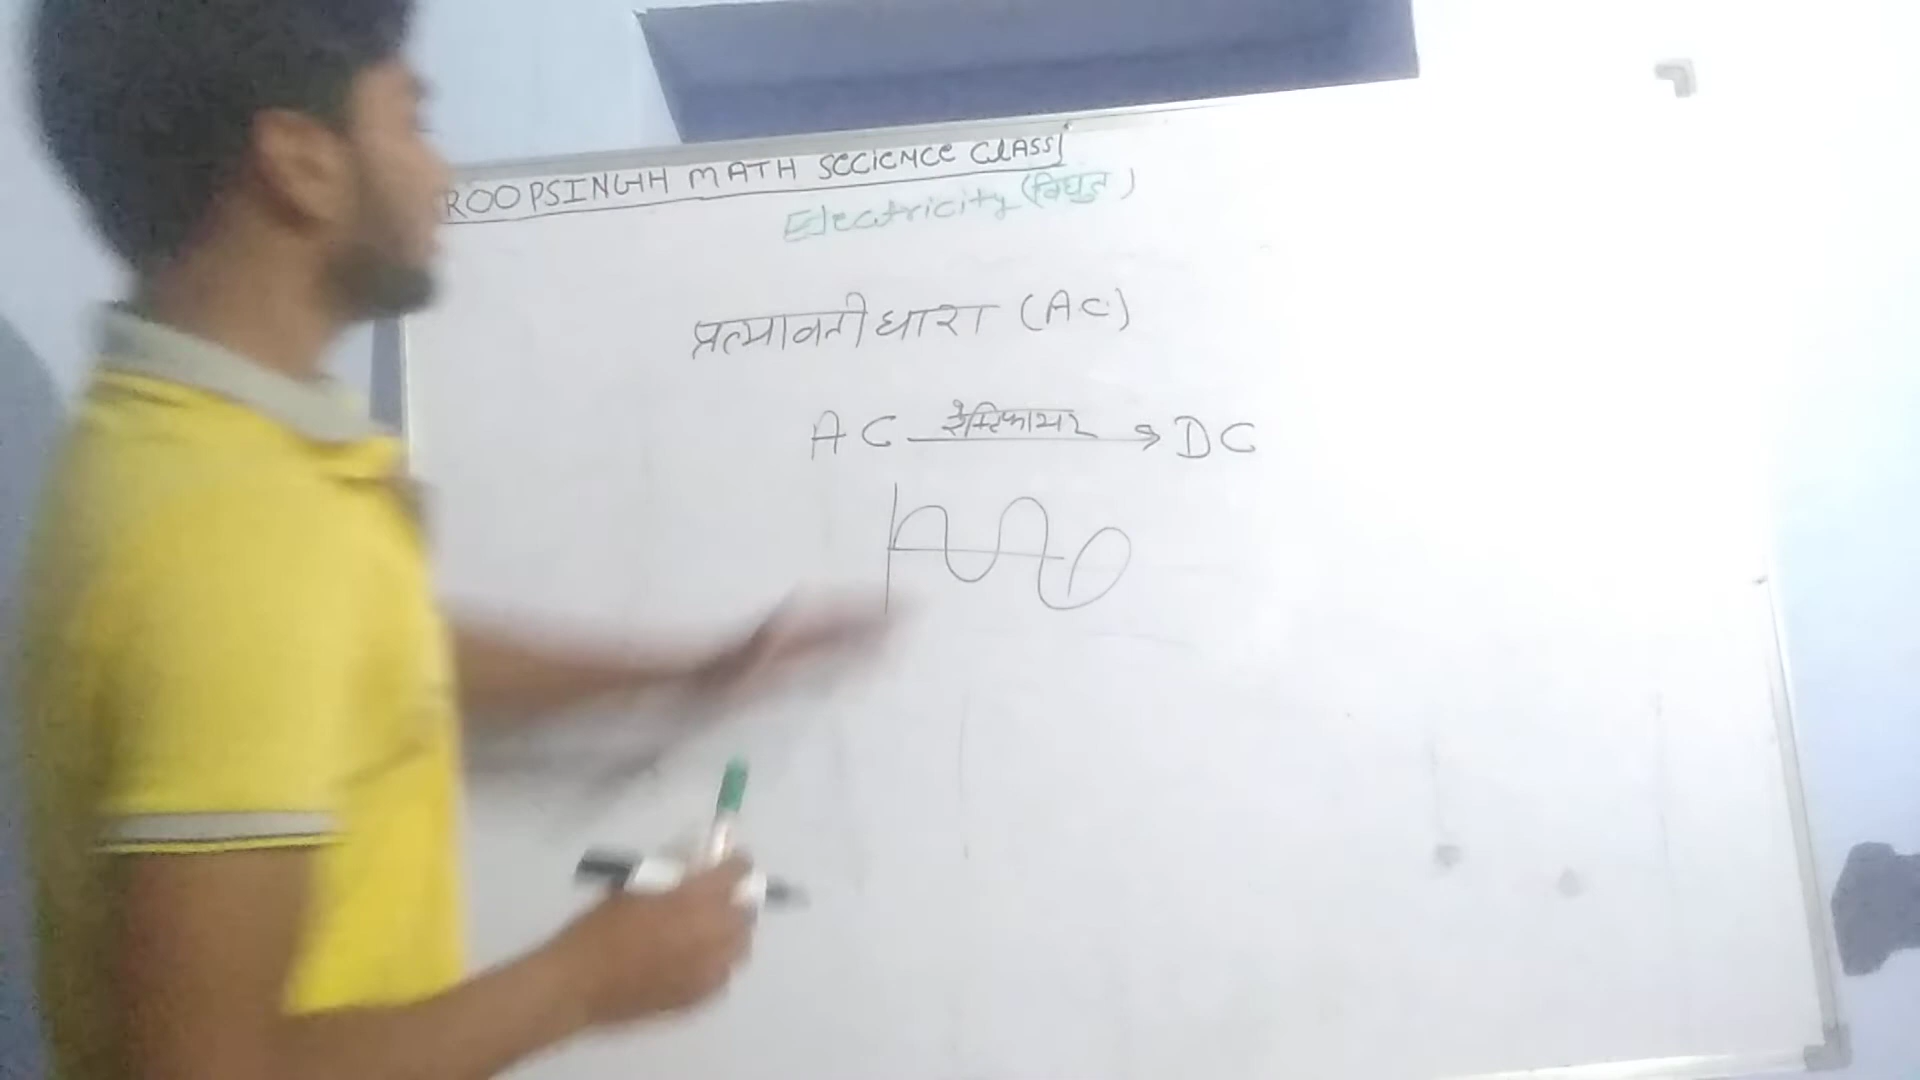 ROOPSINGH MATH SCCIENCE CLASS
Electricity (विधुत)
प्रत्यावर्ती धारा (AC)
AC रेक्टिफायर → DC